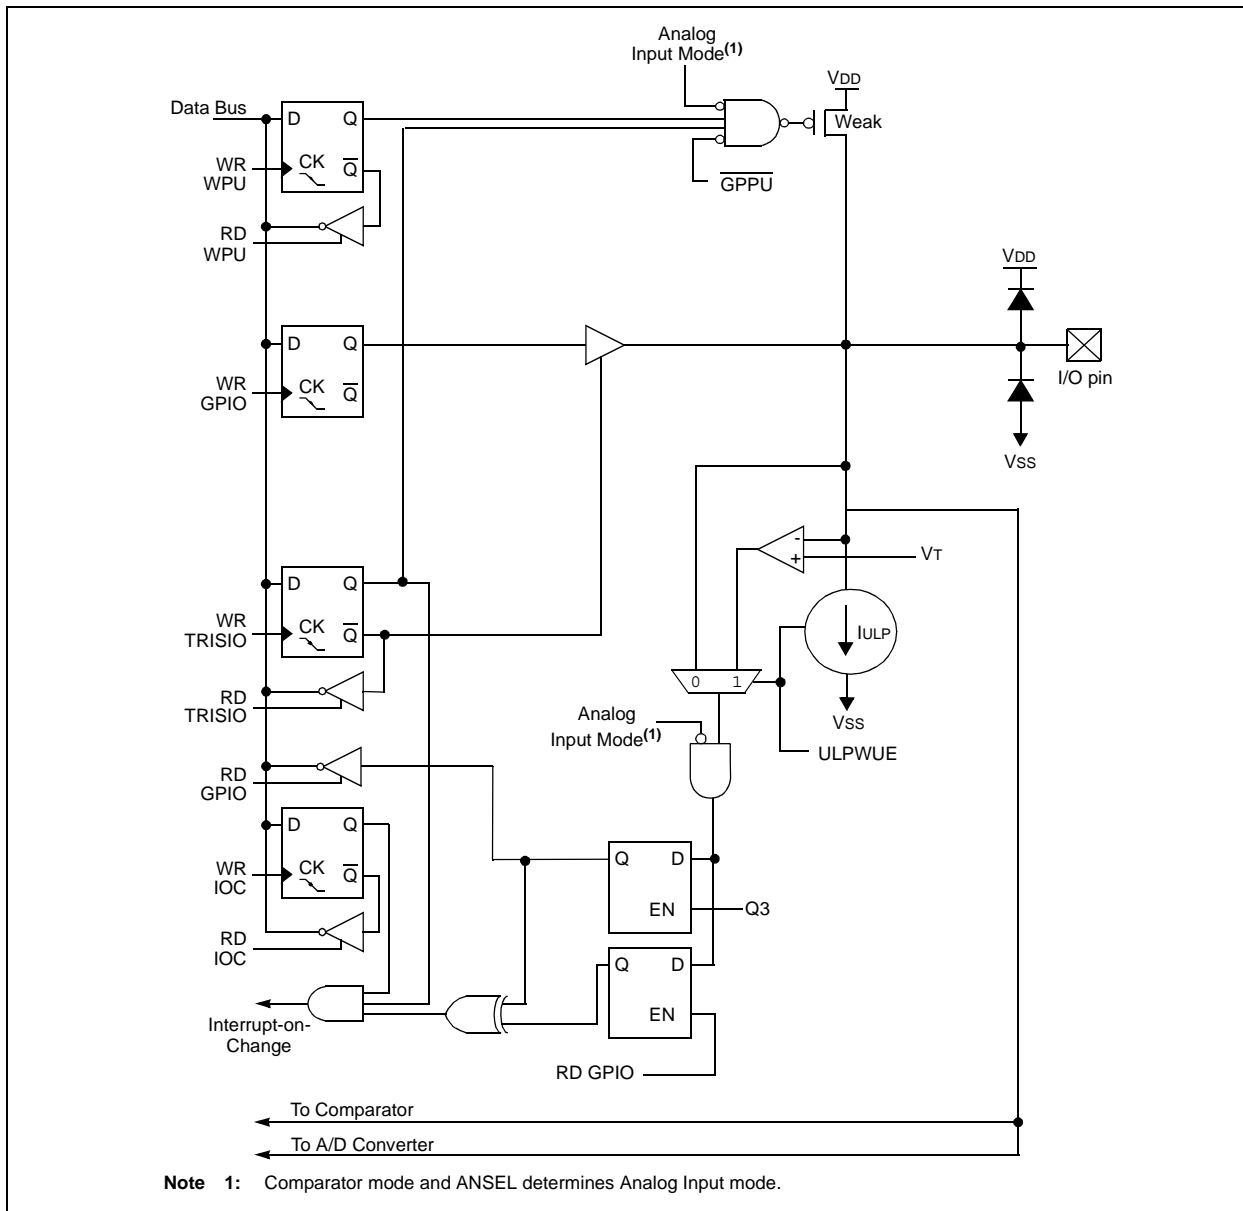 Analog
Input Mode(1)
VDD
Data Bus
D Q
Weak
WR
WPU
CK Q
GPPU
RD
WPU
VDD
D Q
I/O pin
WR
GPIO
CK Q
VSS
-
+
VT
D Q
WR
TRISIO
CK Q
IULP
0 1
RD
TRISIO
VSS
Analog
Input Mode(1)
ULPWUE
RD
GPIO
D Q
Q D
WR
IOC
CK Q
EN
Q3
RD
IOC
Q D
EN
Interrupt-on-
Change
RD GPIO
To Comparator
To A/D Converter
Note 1: Comparator mode and ANSEL determines Analog Input mode.